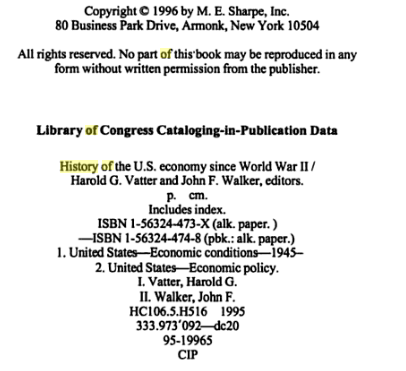 Copyright © 1996 by M. E. Sharpe, Inc.
80 Business Park Drive, Armonk, New York 10504
All rights reserved. No part of this book may be reproduced in any
form without written permission from the publisher.
Library of Congress Cataloging-in-Publication Data
History of the U.S. economy since World War II /
Harold G. Vatter and John F. Walker, editors.
p. cm.
Includes index.
ISBN 1-56324-473-X (alk. paper. )
—ISBN 1-56324-474-8 (pbk.: alk. paper.)
1. United States—Economic conditions—1945–
2. United States—Economic policy.
I. Vatter, Harold G.
II. Walker, John F.
HC106.5.H516 1995
333.973'092—dc20
95-19965
CIP